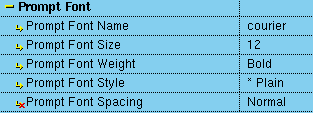 Prompt Font
Prompt Font Name courier
Prompt Font Size 12
Prompt Font Weight Bold
Prompt Font Style * Plain
Prompt Font Spacing Normal